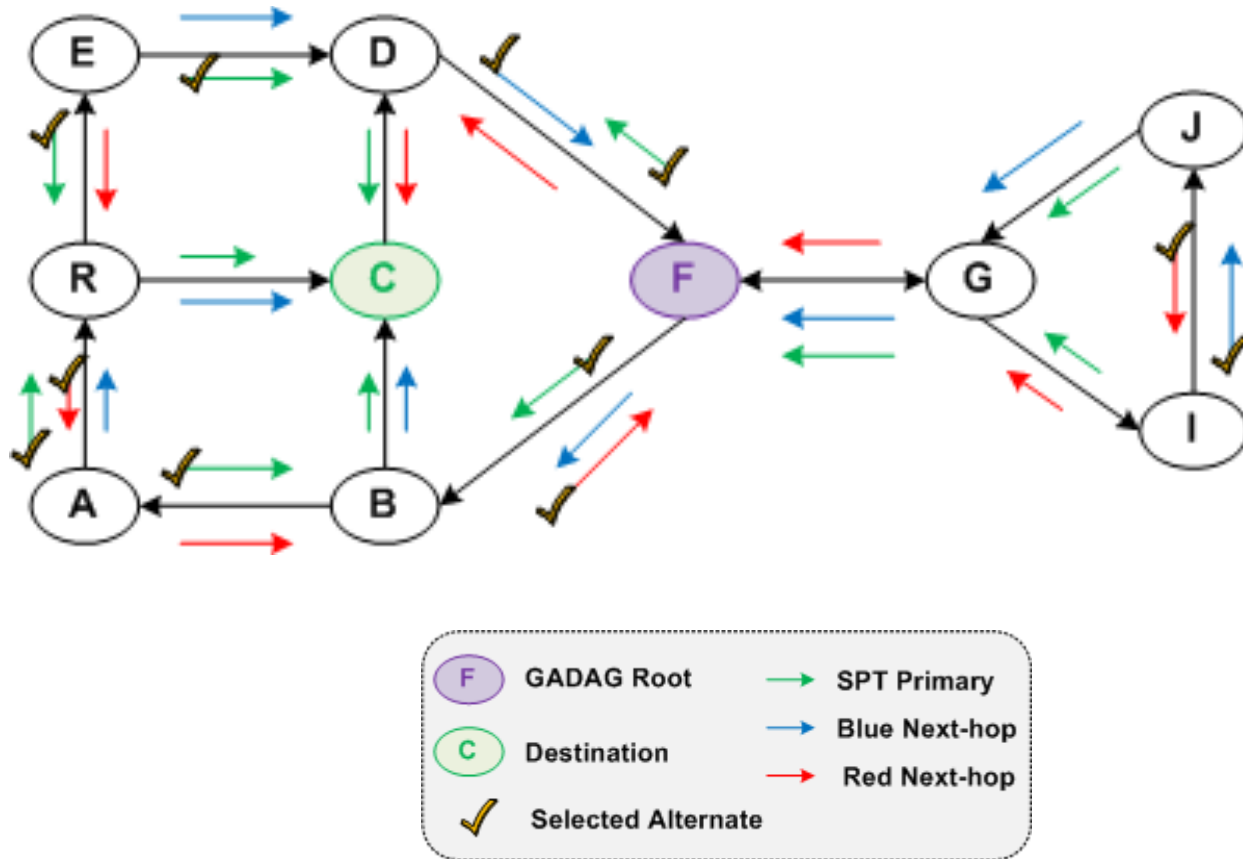 E
D
J
R
C
F
G
I
A
B
F
GADAG Root
SPT Primary
Blue Next-hop
C
Destination
Red Next-hop
Selected Alternate